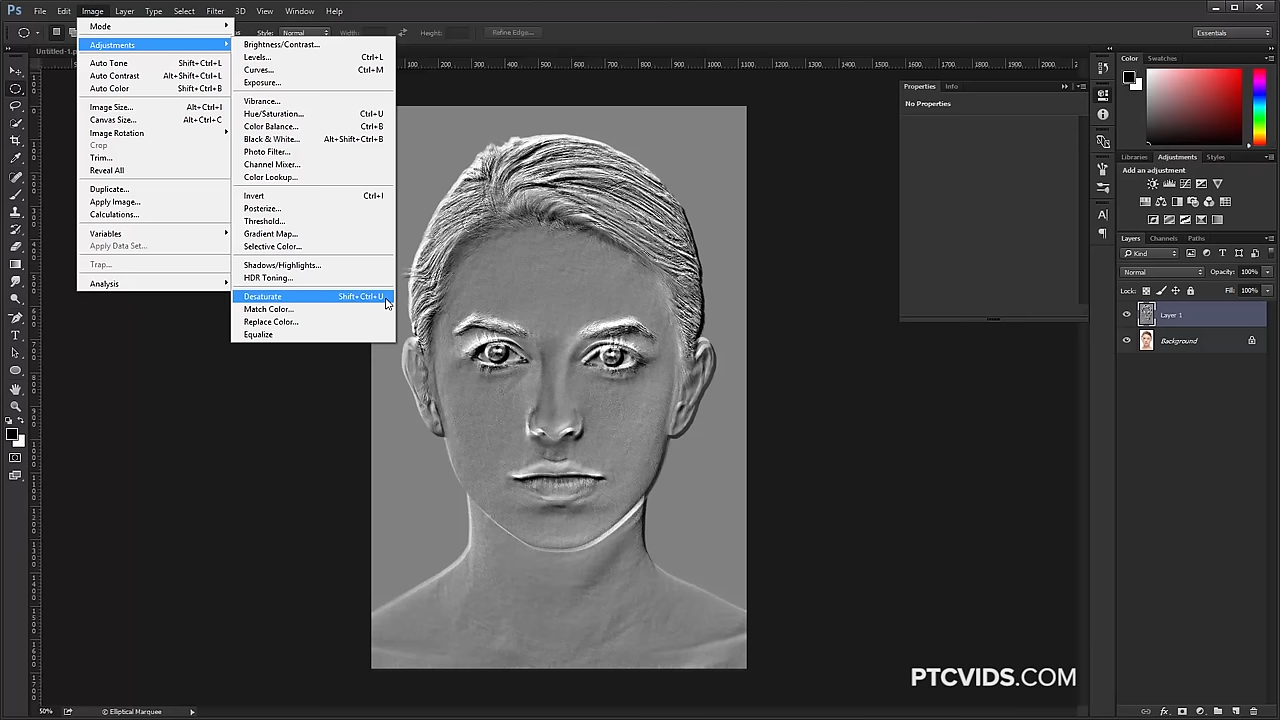 Ps File Edit Image Layer Type Select Filter 3D View Window Help
Style: Normal Width: Height: Refine Edge... Essentials
Untitled-1.p
Mode
Adjustments
Auto Tone Shift+Ctrl+L
Auto Contrast Alt+Shift+Ctrl+L
Auto Color Shift+Ctrl+B
Image Size... Alt+Ctrl+I
Canvas Size... Alt+Ctrl+C
Image Rotation
Crop
Trim...
Reveal All
Duplicate...
Apply Image...
Calculations...
Variables
Apply Data Set...
Trap...
Analysis
Brightness/Contrast...
Levels... Ctrl+L
Curves... Ctrl+M
Exposure...
Vibrance...
Hue/Saturation... Ctrl+U
Color Balance... Ctrl+B
Black & White... Alt+Shift+Ctrl+B
Photo Filter...
Channel Mixer...
Color Lookup...
Invert Ctrl+I
Posterize...
Threshold...
Gradient Map...
Selective Color...
Shadows/Highlights...
HDR Toning...
Desaturate Shift+Ctrl+U
Match Color...
Replace Color...
Equalize
Properties Info
No Properties
Color Swatches
Libraries Adjustments Styles
Add an adjustment
Layers Channels Paths
Kind
Normal Opacity: 100%
Lock: Fill: 100%
Layer 1
Background
PTCVIDS.COM
50% © Elliptical Marquee